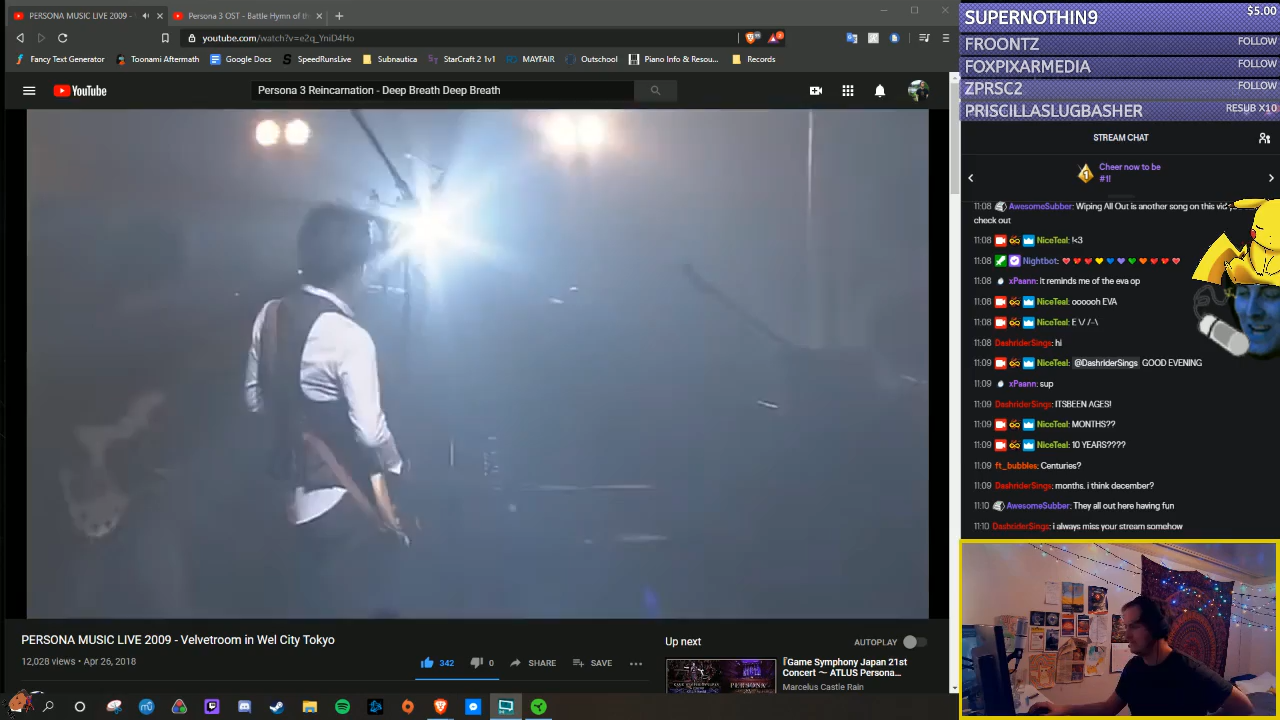 PERSONA MUSIC LIVE 2009 -
Persona 3 OST - Battle Hymn of the
youtube.com/watch?v=e2q_YniD4Ho
Fancy Text Generator
Toonami Aftermath
Google Docs
SpeedRunsLive
Subnautica
StarCraft 2 1v1
MAYFAIR
Outschool
Piano Info & Resou...
Records
YouTube
Persona 3 Reincarnation - Deep Breath Deep Breath
PERSONA MUSIC LIVE 2009 - Velvetroom in Wel City Tokyo
12,028 views • Apr 26, 2018
342
0
SHARE
SAVE
Up next
AUTOPLAY
『Game Symphony Japan 21st
Concert ～ ATLUS Persona...
Marcelus Castle Rain
$5.00
SUPERNOTHIN9
FROONTZ FOLLOW
FOXPIXARMEDIA FOLLOW
ZPRSC2 FOLLOW
PRISCILLASLUGBASHER RESUB X10
STREAM CHAT
Cheer now to be
#1!
11:08 AwesomeSubber: Wiping All Out is another song on this vid
check out
11:08 NiceTeal: !<3
11:08 Nightbot:
11:08 xPaann: it reminds me of the eva op
11:08 NiceTeal: oooooh EVA
11:08 NiceTeal: E \/ /-\
11:08 DashriderSings: hi
11:09 NiceTeal: @DashriderSings GOOD EVENING
11:09 xPaann: sup
11:09 DashriderSings: ITSBEEN AGES!
11:09 NiceTeal: MONTHS??
11:09 NiceTeal: 10 YEARS????
11:09 ft_bubbles: Centuries?
11:09 DashriderSings: months. i think december?
11:10 AwesomeSubber: They all out here having fun
11:10 DashriderSings: i always miss your stream somehow